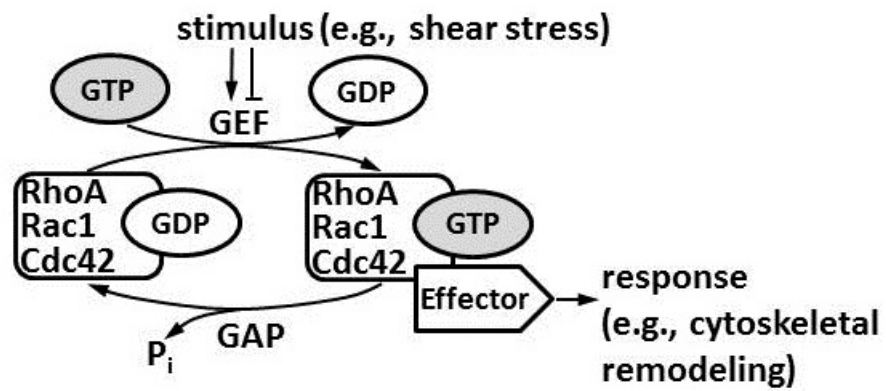 stimulus (e.g., shear stress)
GTP
GEF
GDP
RhoA
Rac1
Cdc42
GDP
RhoA
Rac1
Cdc42
GTP
Effector
response
(e.g., cytoskeletal
remodeling)
GAP
Pi